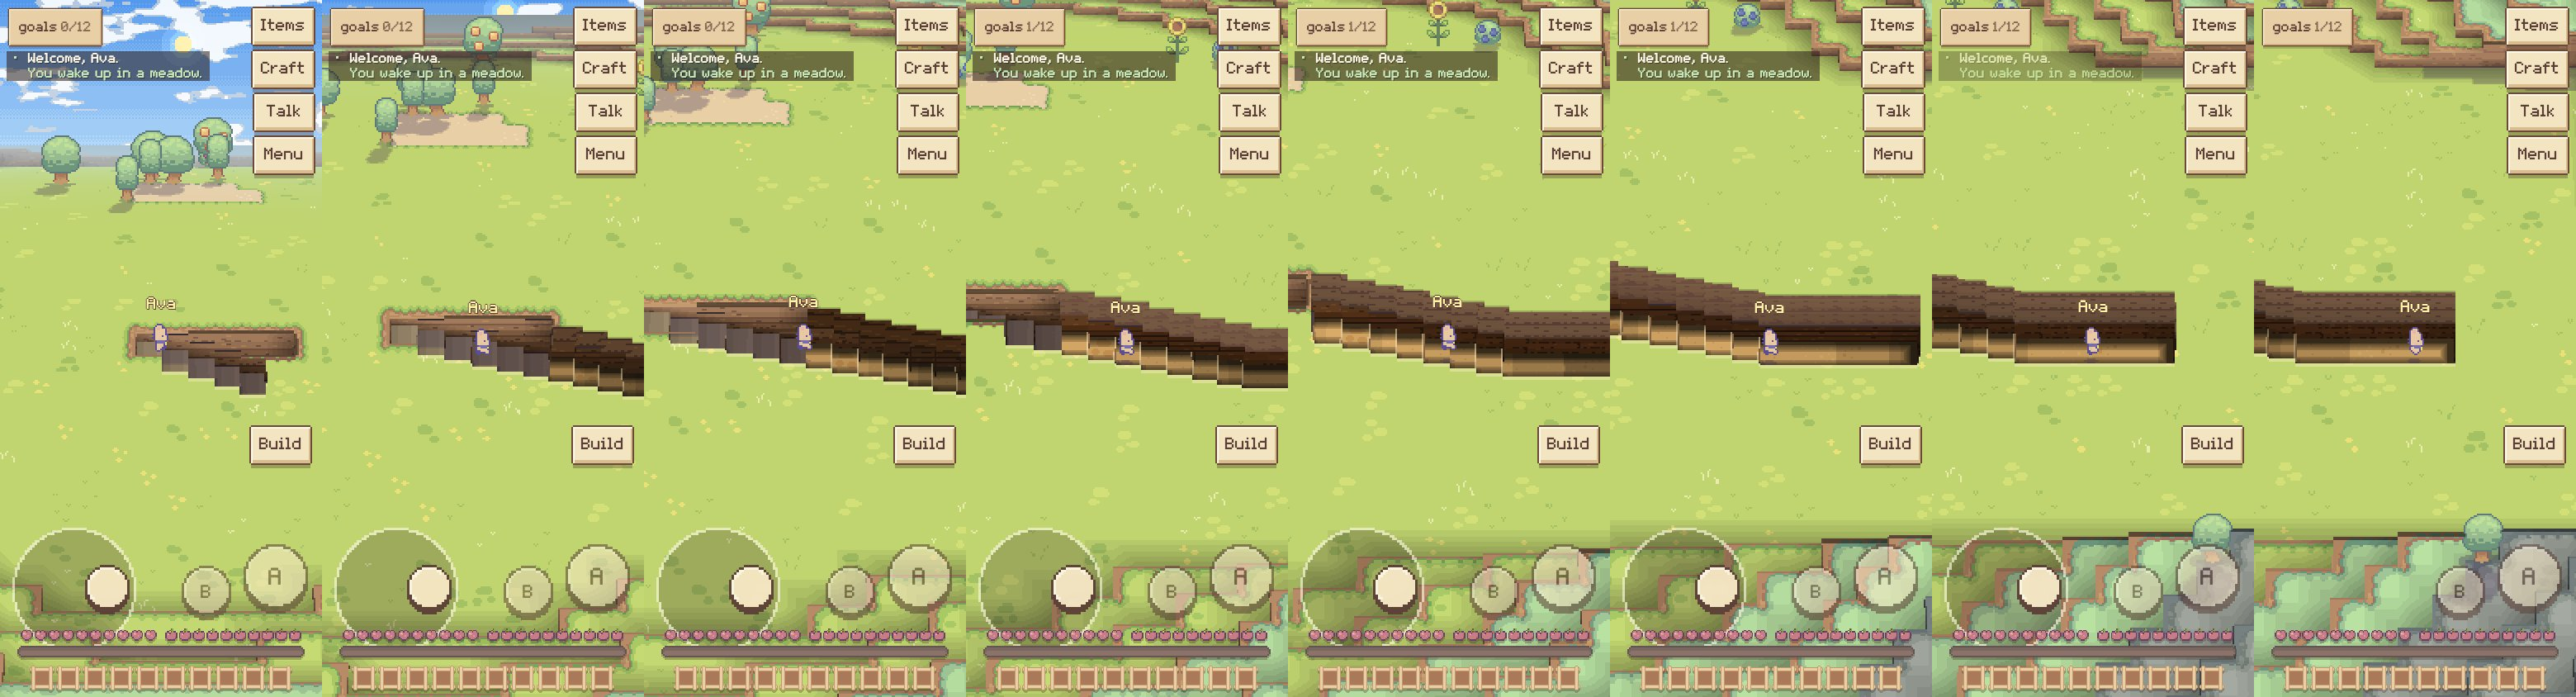 goals 0/12
Items
· Welcome, Ava.
You wake up in a meadow.
Craft
Talk
Menu
Ava
Build
B
A
goals 0/12
Items
· Welcome, Ava.
You wake up in a meadow.
Craft
Talk
Menu
Ava
Build
B
A
goals 0/12
Items
· Welcome, Ava.
You wake up in a meadow.
Craft
Talk
Menu
Ava
Build
B
A
goals 1/12
Items
· Welcome, Ava.
You wake up in a meadow.
Craft
Talk
Menu
Ava
Build
B
A
goals 1/12
Items
· Welcome, Ava.
You wake up in a meadow.
Craft
Talk
Menu
Ava
Build
B
A
goals 1/12
Items
· Welcome, Ava.
You wake up in a meadow.
Craft
Talk
Menu
Ava
Build
B
A
goals 1/12
Items
· Welcome, Ava.
You wake up in a meadow.
Craft
Talk
Menu
Ava
Build
B
A
goals 1/12
Items
Craft
Talk
Menu
Ava
Build
B
A